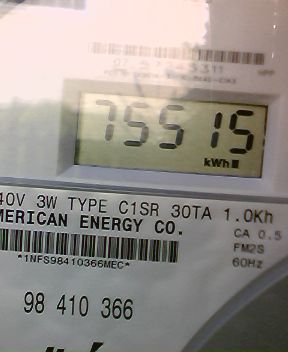 75515
kWh
40V 3W TYPE C1SR 30TA 1.0Kh
MERICAN ENERGY CO.
CA 0.5
FM2S
60Hz
*1NFS98410366MEC*
98 410 366